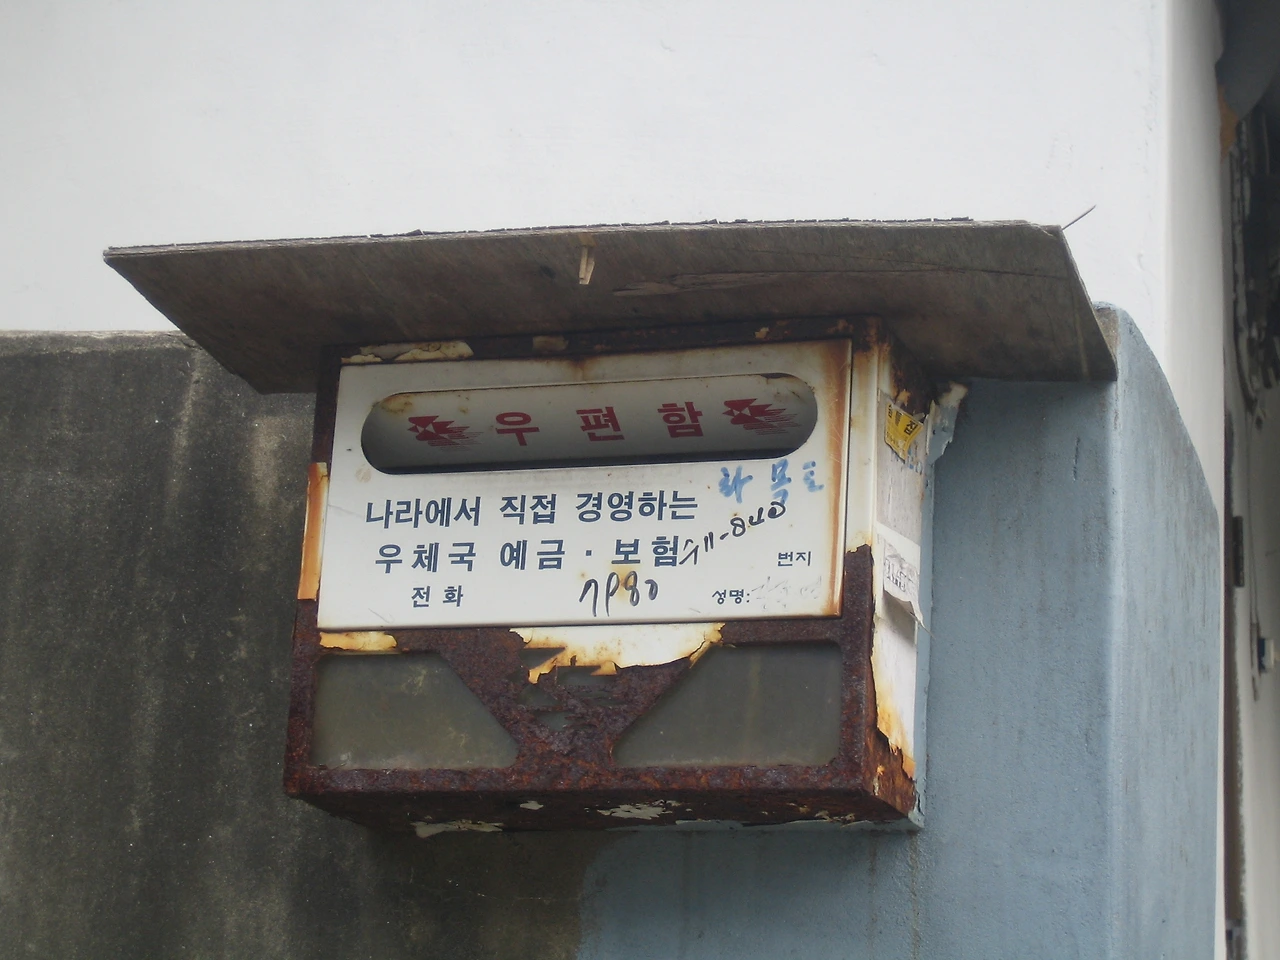 우편함
나라에서 직접 경영하는
우체국 예금 · 보험
번지
전화
성명: